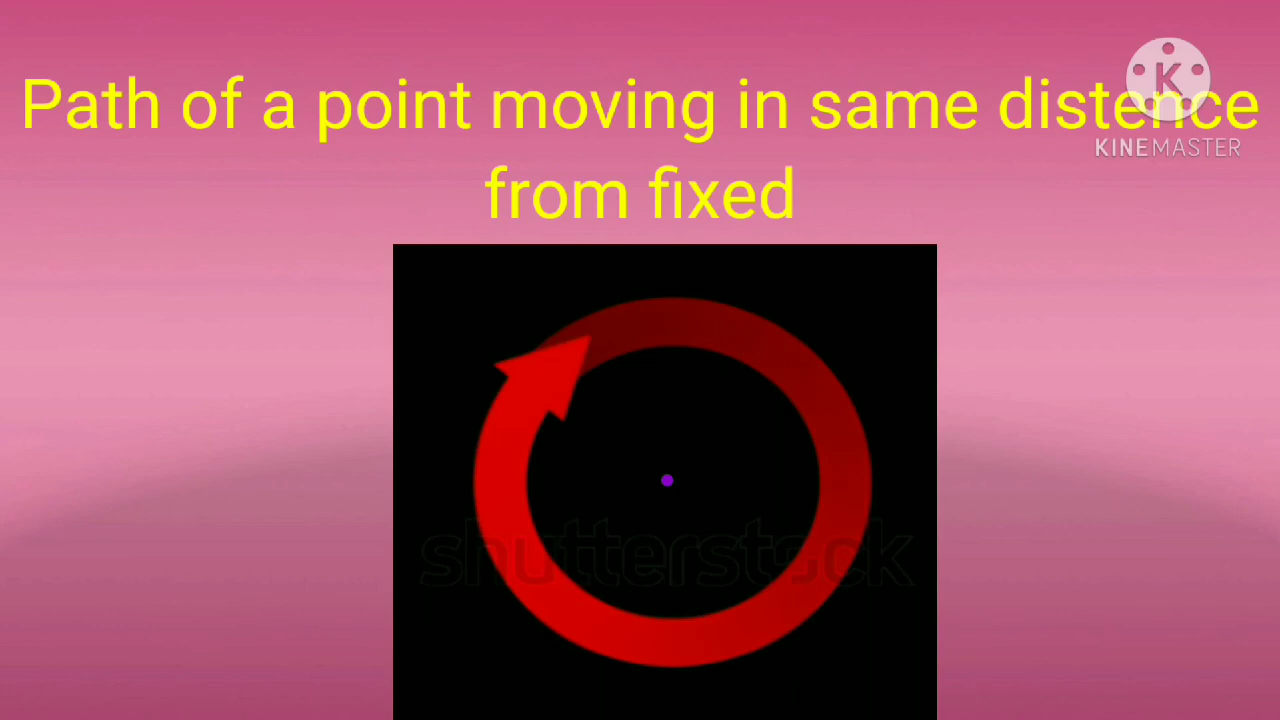 Path of a point moving in same distence
K
KINEMASTER
from fixed
shutterstock